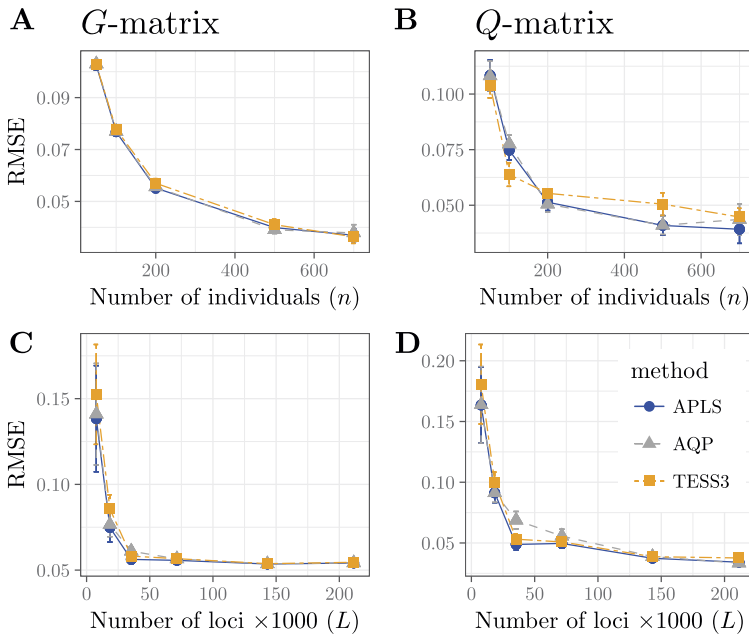 A G-matrix
B Q-matrix
RMSE
0.09
0.07
0.05
200 400 600
Number of individuals (n)
0.100
0.075
0.050
200 400 600
Number of individuals (n)
C
D
RMSE
0.15
0.10
0.05
0 50 100 150 200
Number of loci ×1000 (L)
0.20
0.15
0.10
0.05
method
APLS
AQP
TESS3
0 50 100 150 200
Number of loci ×1000 (L)